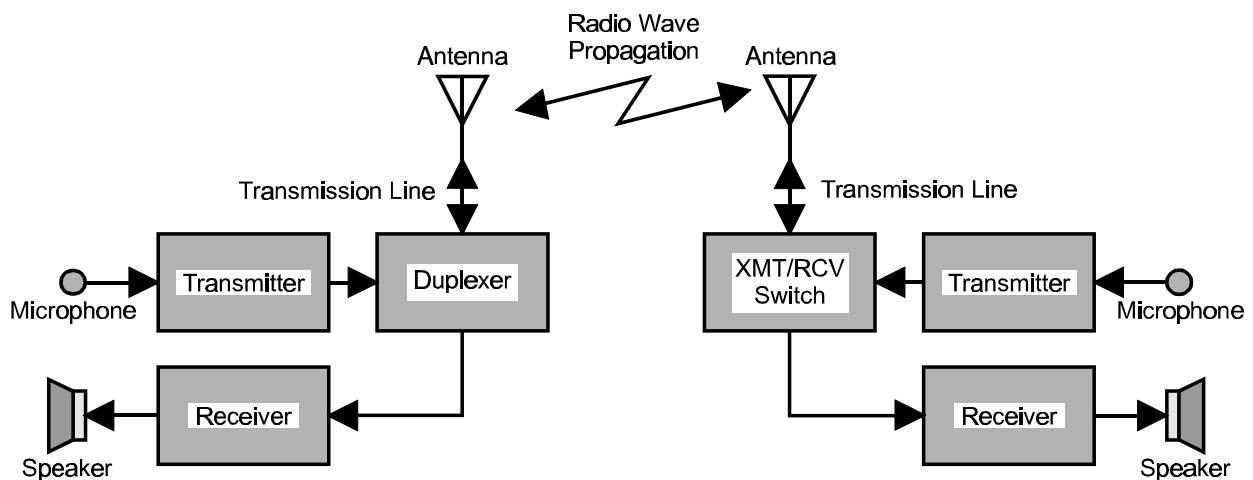 Radio Wave
Propagation
Antenna
Antenna
Transmission Line
Transmission Line
Transmitter
Duplexer
XMT/RCV
Switch
Transmitter
Microphone
Microphone
Receiver
Receiver
Speaker
Speaker